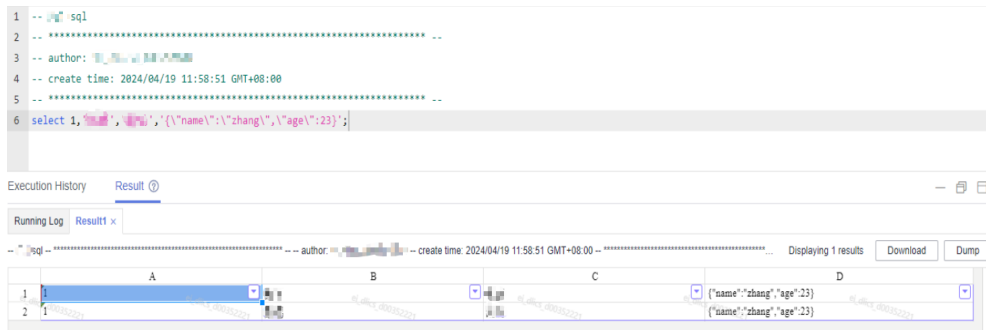 1 -- sql
2 -- ******************************************************************** --
3 -- author:
4 -- create time: 2024/04/19 11:58:51 GMT+08:00
5 -- ******************************************************************** --
6 select 1,' ',' ','{\"name\":\"zhang\",\"age\":23}';
Execution History Result ?
Running Log Result1 ×
-- sql -- ******************************************************************** -- -- author: -- create time: 2024/04/19 11:58:51 GMT+08:00 -- ************************************************... Displaying 1 results Download Dump
A B C D
1 1 {"name":"zhang","age":23}
2 1 {"name":"zhang","age":23}